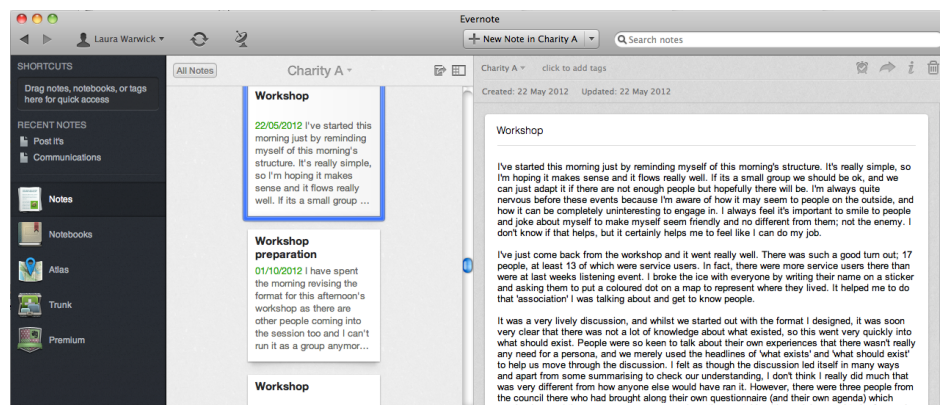 Evernote
Laura Warwick
New Note in Charity A
Search notes
SHORTCUTS
Drag notes, notebooks, or tags
here for quick access
RECENT NOTES
Post it's
Communications
Notes
Notebooks
Atlas
Trunk
Premium
All Notes
Charity A
Workshop
22/05/2012 I've started this
morning just by reminding
myself of this morning's
structure. It's really simple,
so I'm hoping it makes
sense and it flows really
well. If its a small group ...
Workshop
preparation
01/10/2012 I have spent
the morning revising the
format for this afternoon's
workshop as there are
other people coming into
the session too and I can't
run it as a group anymor...
Workshop
Charity A
click to add tags
Created: 22 May 2012 Updated: 22 May 2012
Workshop
I've started this morning just by reminding myself of this morning's structure. It's really simple, so
I'm hoping it makes sense and it flows really well. If its a small group we should be ok, and we
can just adapt it if there are not enough people but hopefully there will be. I'm always quite
nervous before these events because I'm aware of how it may seem to people on the outside, and
how it can be completely uninteresting to engage in. I always feel it's important to smile to people
and joke about myself to make myself seem friendly and no different from them; not the enemy. I
don't know if that helps, but it certainly helps me to feel like I can do my job.
I've just come back from the workshop and it went really well. There was such a good turn out; 17
people, at least 13 of which were service users. In fact, there were more service users there than
were at last weeks listening event. I broke the ice with everyone by writing their name on a sticker
and asking them to put a coloured dot on a map to represent where they lived. It helped me to do
that 'association' I was talking about and get to know people.
It was a very lively discussion, and whilst we started out with the format I designed, it was soon
very clear that there was not a lot of knowledge about what existed, so this went very quickly into
what should exist. People were so keen to talk about their own experiences that there wasn't really
any need for a persona, and we merely used the headlines of 'what exists' and 'what should exist'
to help us move through the discussion. I felt as though the discussion led itself in many ways
and apart from some summarising to check our understanding, I don't think I really did much that
was very different from how anyone else would have ran it. However, there were three people from
the council there who had brought along their own questionnaire (and their own agenda) which